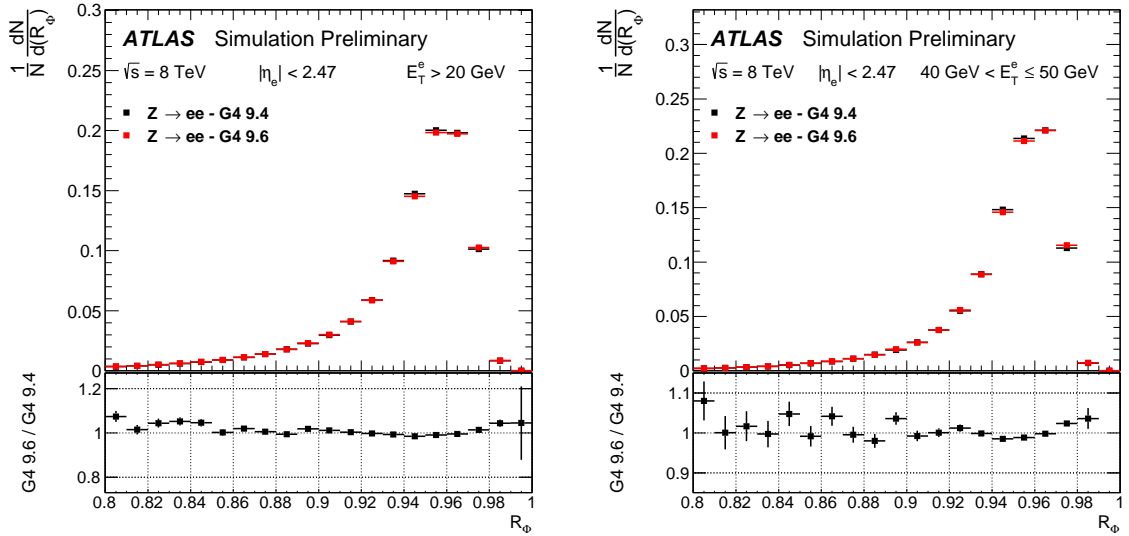 1/N dN/d(R_Φ)
0.3
0.25
0.2
0.15
0.1
0.05
0
ATLAS Simulation Preliminary
√s = 8 TeV |η_e| < 2.47 E_T^e > 20 GeV
Z → ee - G4 9.4
Z → ee - G4 9.6
G4 9.6 / G4 9.4
1.2
1
0.8
0.8 0.82 0.84 0.86 0.88 0.9 0.92 0.94 0.96 0.98 1
R_Φ
1/N dN/d(R_Φ)
0.3
0.25
0.2
0.15
0.1
0.05
0
ATLAS Simulation Preliminary
√s = 8 TeV |η_e| < 2.47 40 GeV < E_T^e ≤ 50 GeV
Z → ee - G4 9.4
Z → ee - G4 9.6
G4 9.6 / G4 9.4
1.1
1
0.9
0.8 0.82 0.84 0.86 0.88 0.9 0.92 0.94 0.96 0.98 1
R_Φ